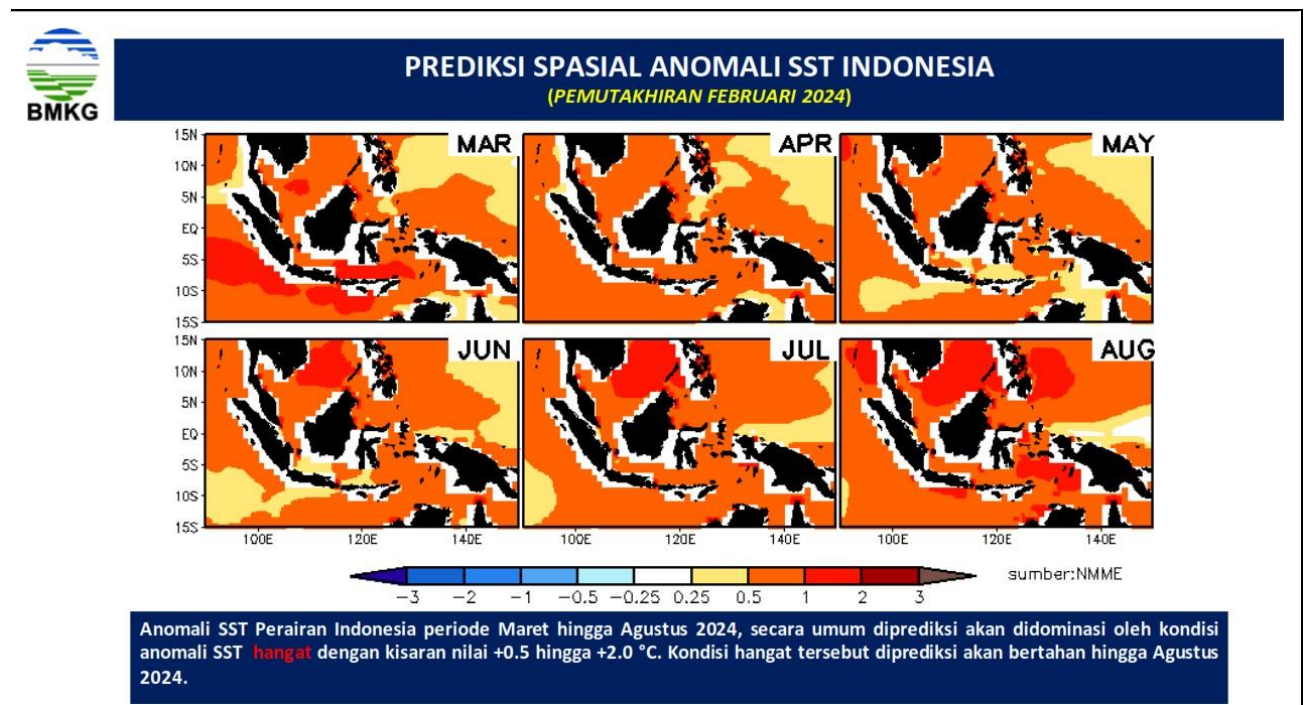 BMKG
PREDIKSI SPASIAL ANOMALI SST INDONESIA
(PEMUTAKHIRAN FEBRUARI 2024)
15N
10N
5N
EQ
5S
10S
15S
MAR
APR
MAY
15N
10N
5N
EQ
5S
10S
15S
JUN
JUL
AUG
100E 120E 140E
100E 120E 140E
100E 120E 140E
-3 -2 -1 -0.5 -0.25 0.25 0.5 1 2 3
sumber:NMME
Anomali SST Perairan Indonesia periode Maret hingga Agustus 2024, secara umum diprediksi akan didominasi oleh kondisi
anomali SST hangat dengan kisaran nilai +0.5 hingga +2.0 °C. Kondisi hangat tersebut diprediksi akan bertahan hingga Agustus
2024.